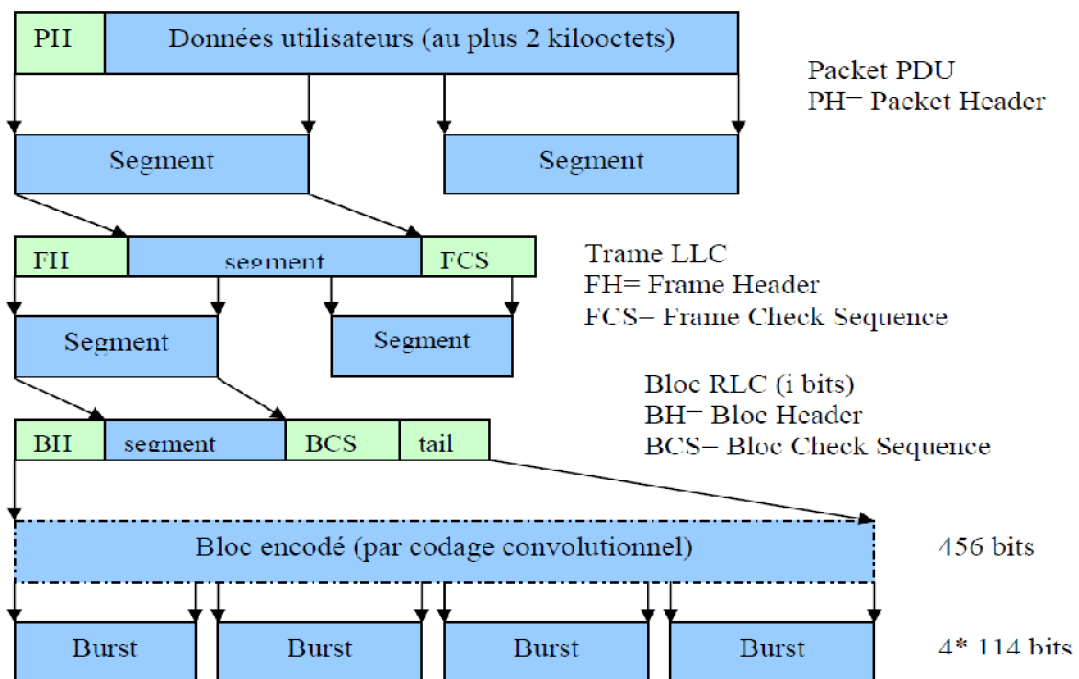 PH Données utilisateurs (au plus 2 kilooctets)
Packet PDU
PH= Packet Header
Segment Segment
FH segment FCS
Trame LLC
FH= Frame Header
FCS= Frame Check Sequence
Segment Segment
Bloc RLC (i bits)
BH= Bloc Header
BCS= Bloc Check Sequence
BH segment BCS tail
Bloc encodé (par codage convolutionnel) 456 bits
Burst Burst Burst Burst 4* 114 bits